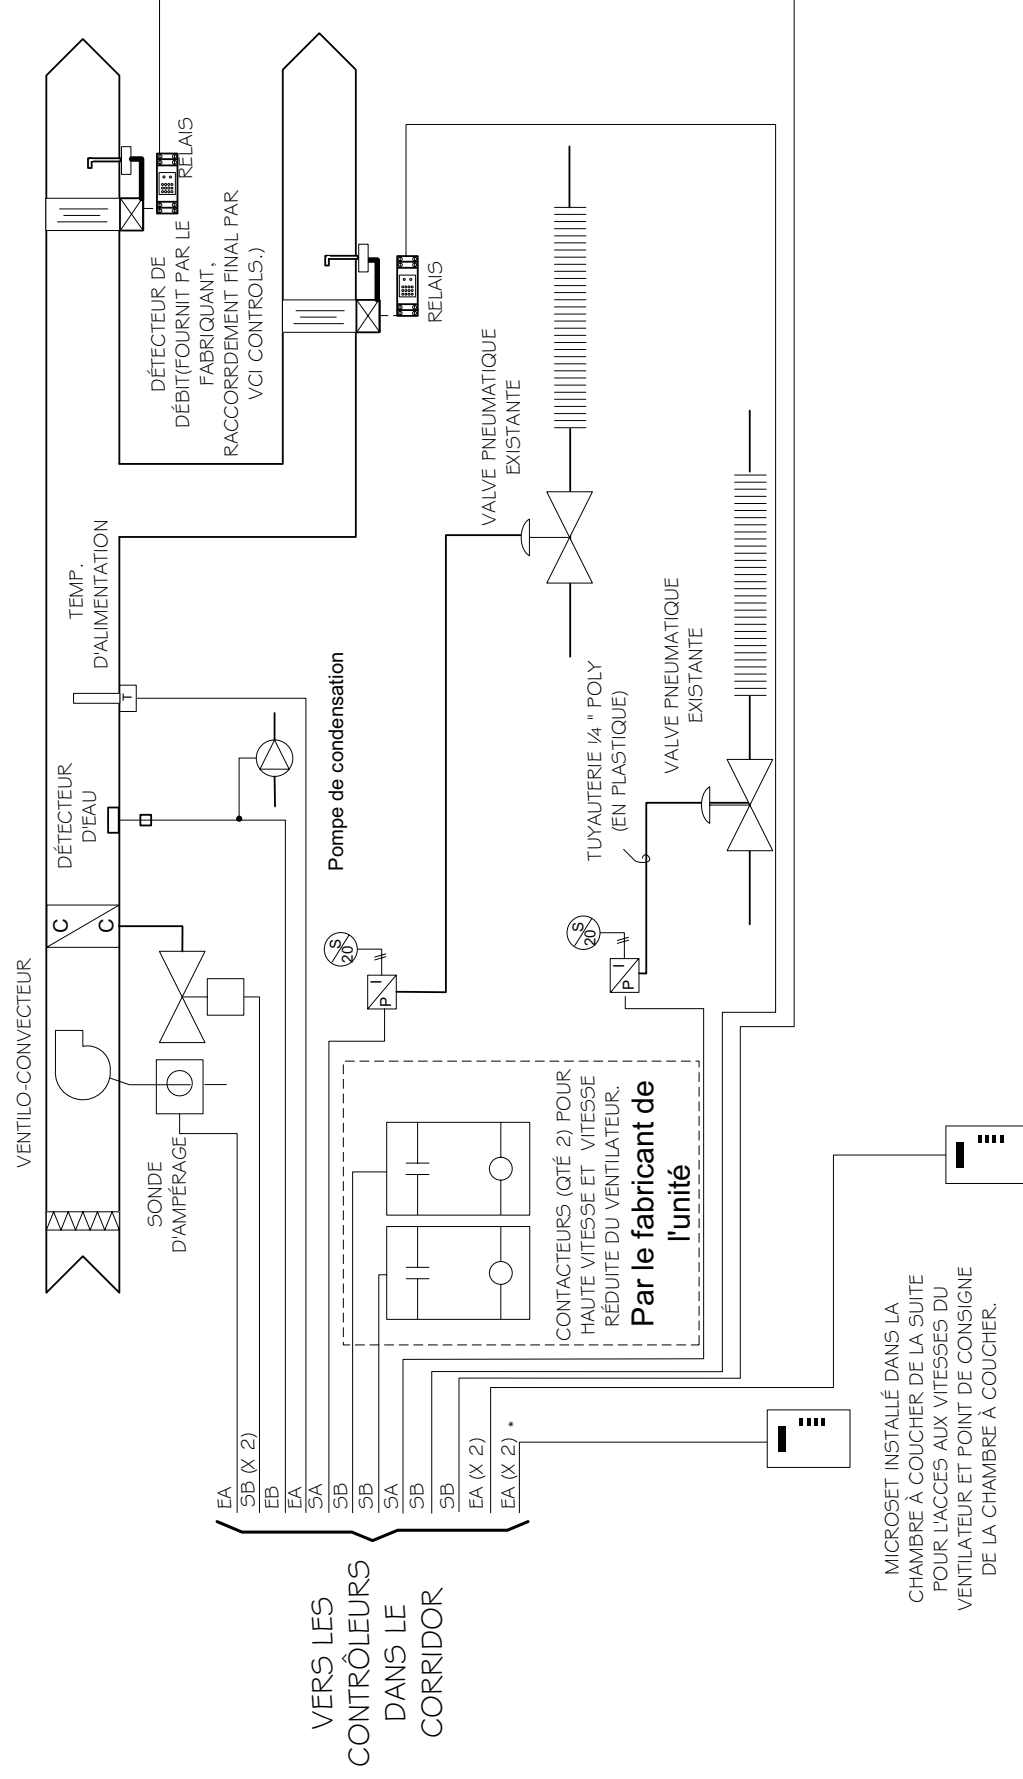 VENTILO-CONVECTEUR
C
C
DÉTECTEUR
D'EAU
TEMP.
D'ALIMENTATION
T
DÉTECTEUR DE
DÉBIT(FOURNIT PAR LE
FABRIQUANT,
RACCORRDEMENT FINAL PAR
VCI CONTROLS.)
RELAIS
RELAIS
SONDE
D'AMPÉRAGE
Pompe de condensation
S
20
I
P
VALVE PNEUMATIQUE
EXISTANTE
S
20
I
P
TUYAUTERIE 1/4 " POLY
(EN PLASTIQUE)
VALVE PNEUMATIQUE
EXISTANTE
CONTACTEURS (QTÉ 2) POUR
HAUTE VITESSE ET VITESSE
RÉDUITE DU VENTILATEUR.
Par le fabricant de
l'unité
EA
SB (X 2)
EB
EA
SA
SB
SB
SA
SB
SB
EA (X 2)
EA (X 2) *
VERS LES
CONTRÔLEURS
DANS LE
CORRIDOR
MICROSET INSTALLÉ DANS LA
CHAMBRE À COUCHER DE LA SUITE
POUR L'ACCES AUX VITESSES DU
VENTILATEUR ET POINT DE CONSIGNE
DE LA CHAMBRE À COUCHER.